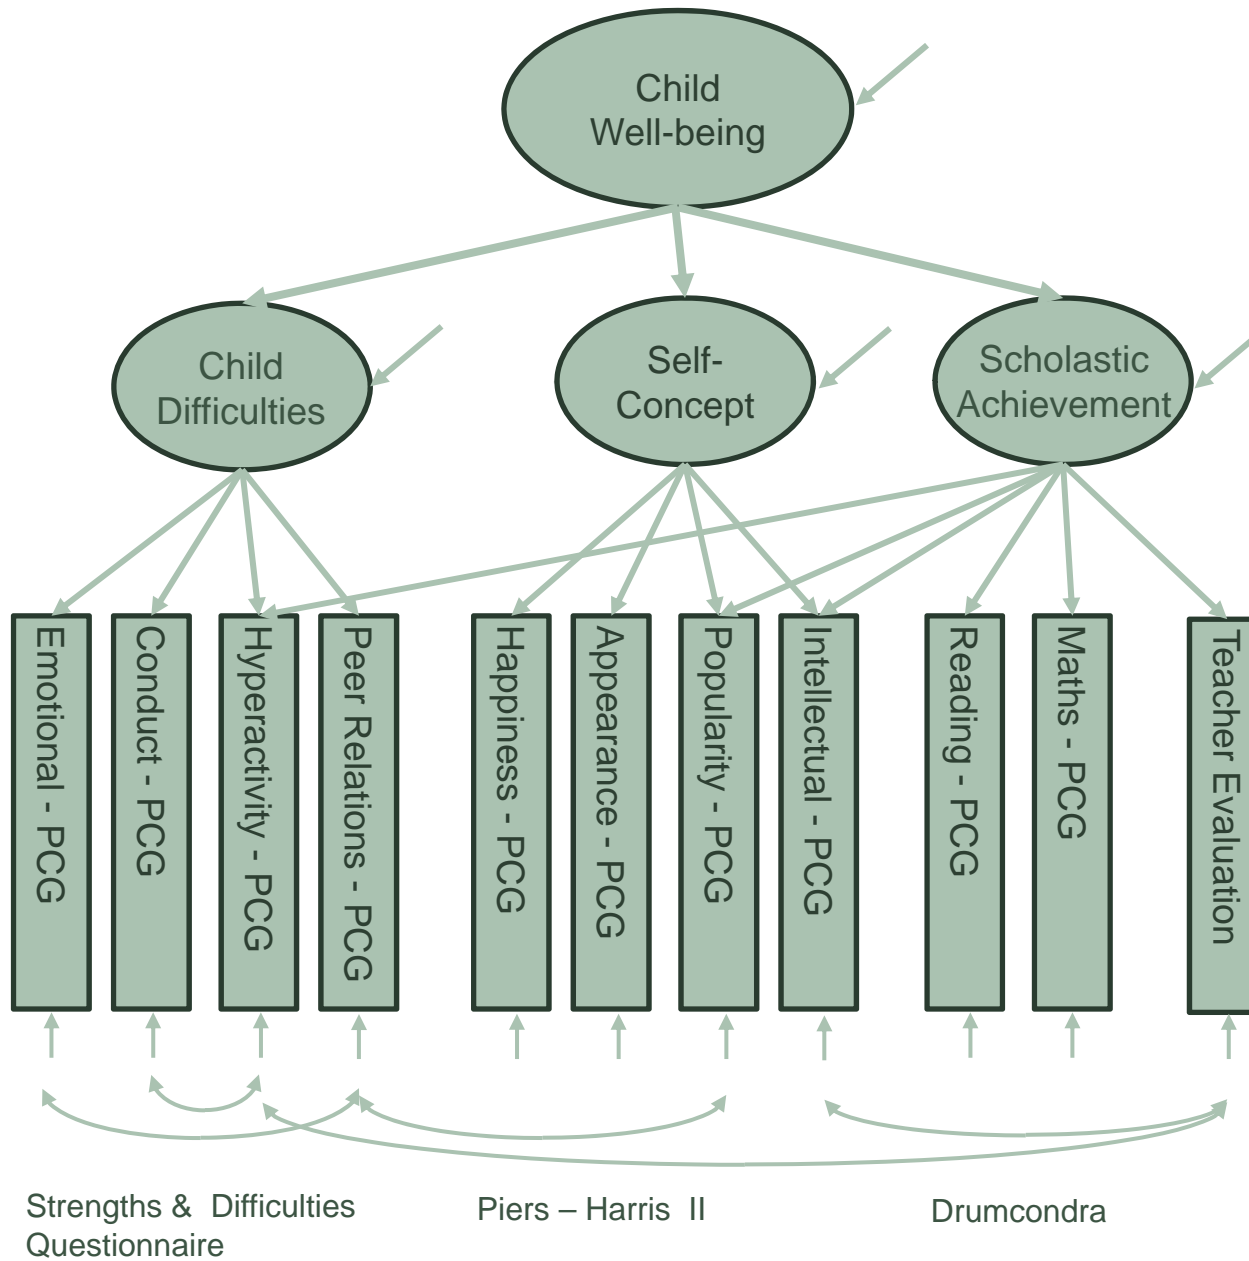 Child
Well-being
Child
Difficulties
Self-
Concept
Scholastic
Achievement
Emotional - PCG
Conduct - PCG
Hyperactivity - PCG
Peer Relations - PCG
Happiness - PCG
Appearance - PCG
Popularity - PCG
Intellectual - PCG
Reading - PCG
Maths - PCG
Teacher Evaluation
Strengths & Difficulties
Questionnaire
Piers – Harris II
Drumcondra